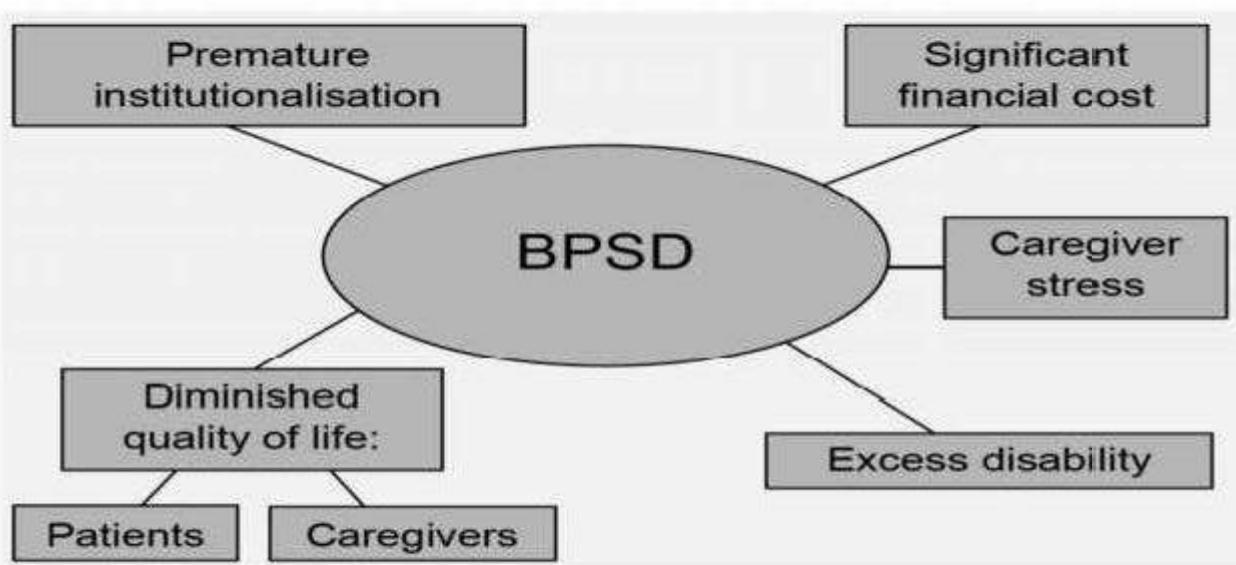 Premature
institutionalisation
Significant
financial cost
BPSD
Caregiver
stress
Diminished
quality of life:
Excess disability
Patients
Caregivers